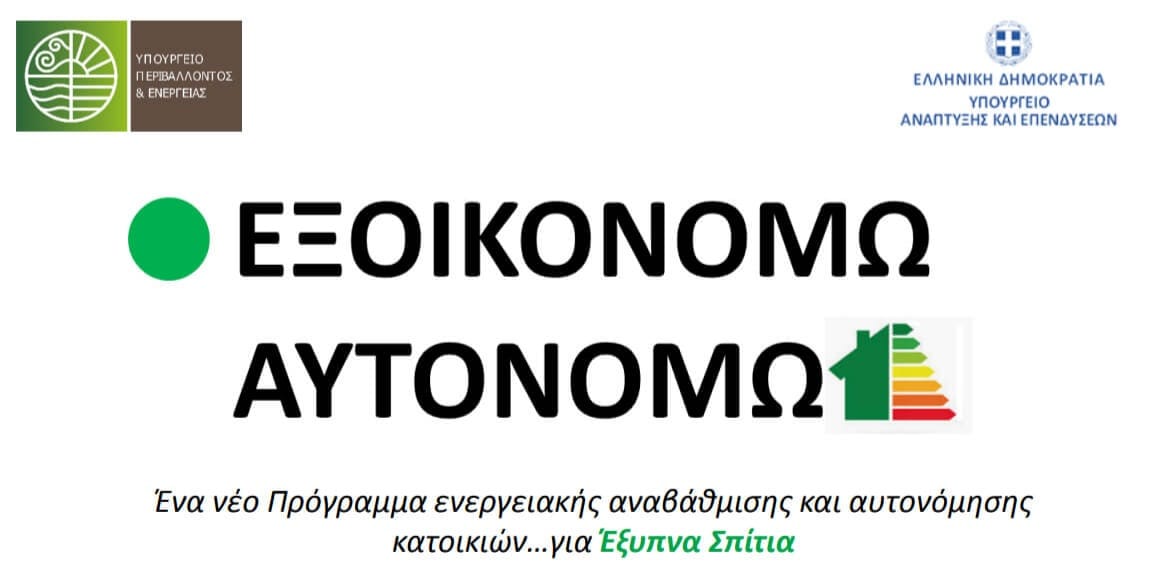 ΥΠΟΥΡΓΕΙΟ
ΠΕΡΙΒΑΛΛΟΝΤΟΣ
& ΕΝΕΡΓΕΙΑΣ
ΕΛΛΗΝΙΚΗ ΔΗΜΟΚΡΑΤΙΑ
ΥΠΟΥΡΓΕΙΟ
ΑΝΑΠΤΥΞΗΣ ΚΑΙ ΕΠΕΝΔΥΣΕΩΝ
ΕΞΟΙΚΟΝΟΜΩ
ΑΥΤΟΝΟΜΩ
Ένα νέο Πρόγραμμα ενεργειακής αναβάθμισης και αυτονόμησης
κατοικιών...για Έξυπνα Σπίτια